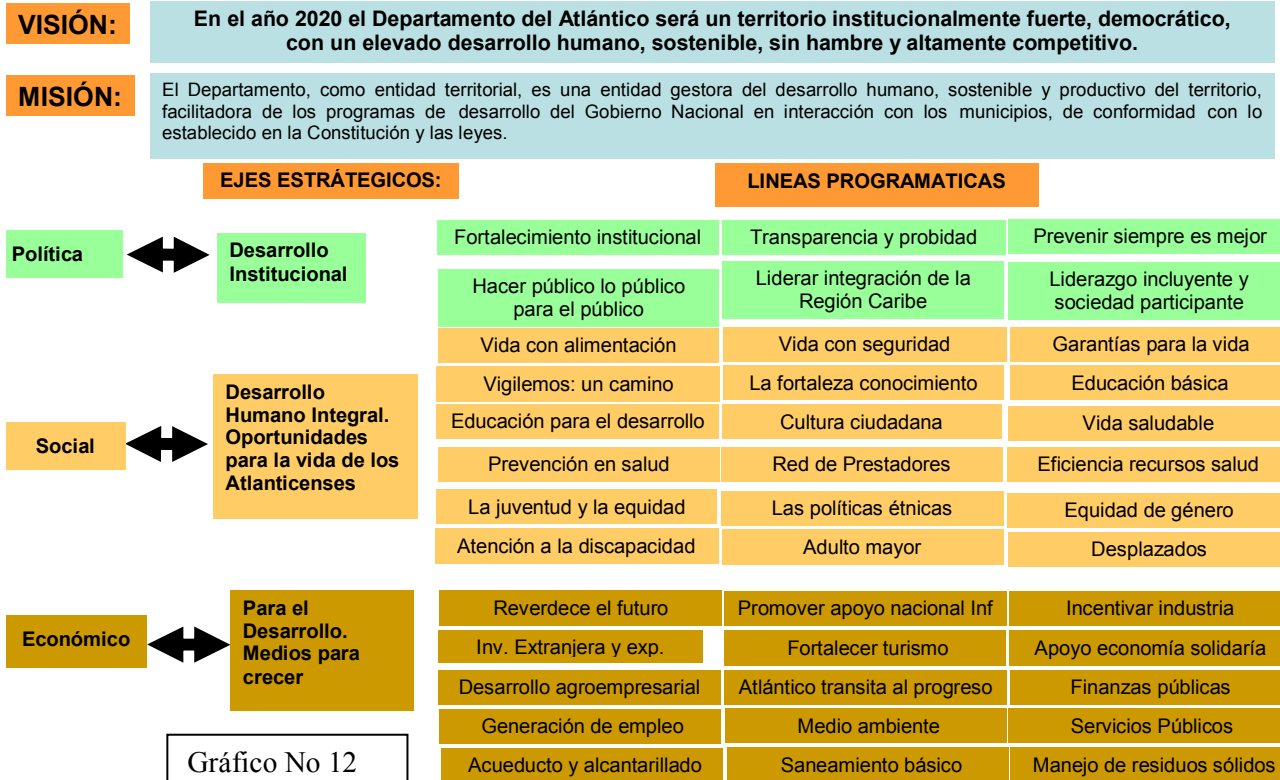 VISIÓN:
En el año 2020 el Departamento del Atlántico será un territorio institucionalmente fuerte, democrático,
con un elevado desarrollo humano, sostenible, sin hambre y altamente competitivo.
MISIÓN:
El Departamento, como entidad territorial, es una entidad gestora del desarrollo humano, sostenible y productivo del territorio,
facilitadora de los programas de desarrollo del Gobierno Nacional en interacción con los municipios, de conformidad con lo
establecido en la Constitución y las leyes.
EJES ESTRÁTEGICOS:
LINEAS PROGRAMATICAS
Política
Desarrollo
Institucional
Fortalecimiento institucional
Transparencia y probidad
Prevenir siempre es mejor
Hacer público lo público
para el público
Liderar integración de la
Región Caribe
Liderazgo incluyente y
sociedad participante
Social
Desarrollo
Humano Integral.
Oportunidades
para la vida de los
Atlanticenses
Vida con alimentación
Vida con seguridad
Garantías para la vida
Vigilemos: un camino
La fortaleza conocimiento
Educación básica
Educación para el desarrollo
Cultura ciudadana
Vida saludable
Prevención en salud
Red de Prestadores
Eficiencia recursos salud
La juventud y la equidad
Las políticas étnicas
Equidad de género
Atención a la discapacidad
Adulto mayor
Desplazados
Económico
Para el
Desarrollo.
Medios para
crecer
Reverdece el futuro
Promover apoyo nacional Inf
Incentivar industria
Inv. Extranjera y exp.
Fortalecer turismo
Apoyo economía solidaría
Desarrollo agroempresarial
Atlántico transita al progreso
Finanzas públicas
Generación de empleo
Medio ambiente
Servicios Públicos
Acueducto y alcantarillado
Saneamiento básico
Manejo de residuos sólidos
Gráfico No 12